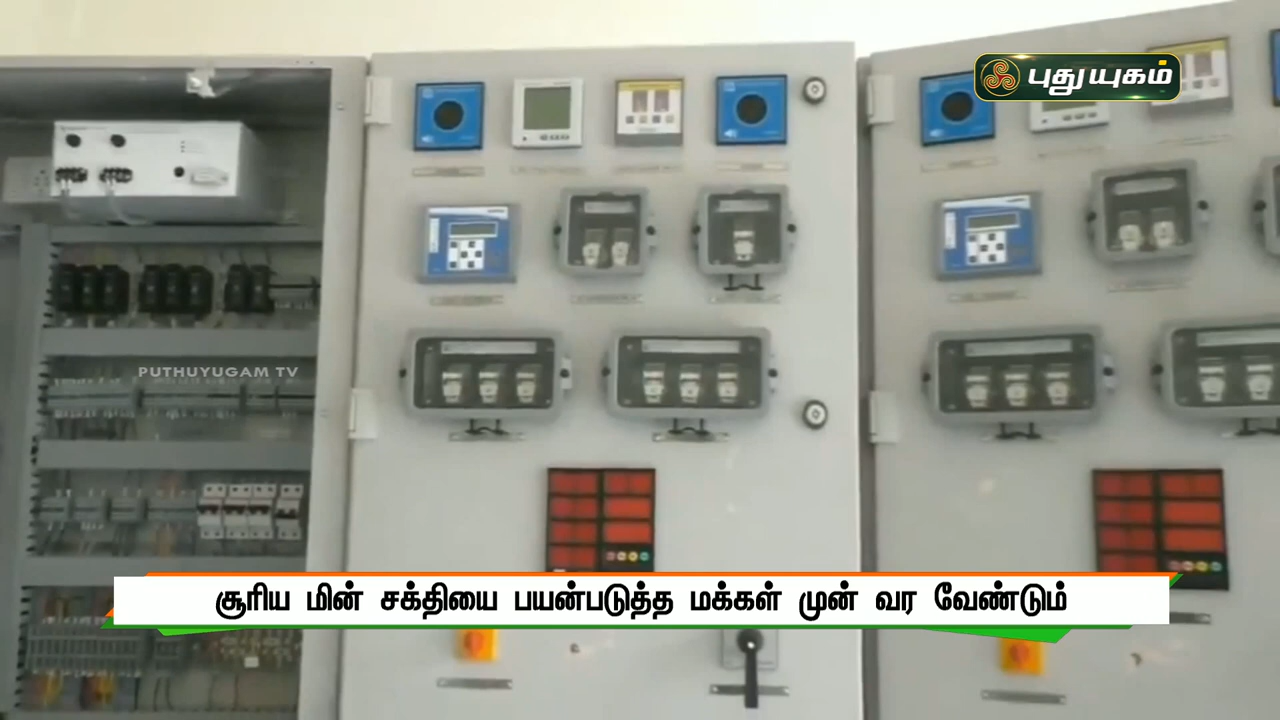 புதுயுகம்
PUTHUYUGAM TV
சூரிய மின் சக்தியை பயன்படுத்த மக்கள் முன் வர வேண்டும்